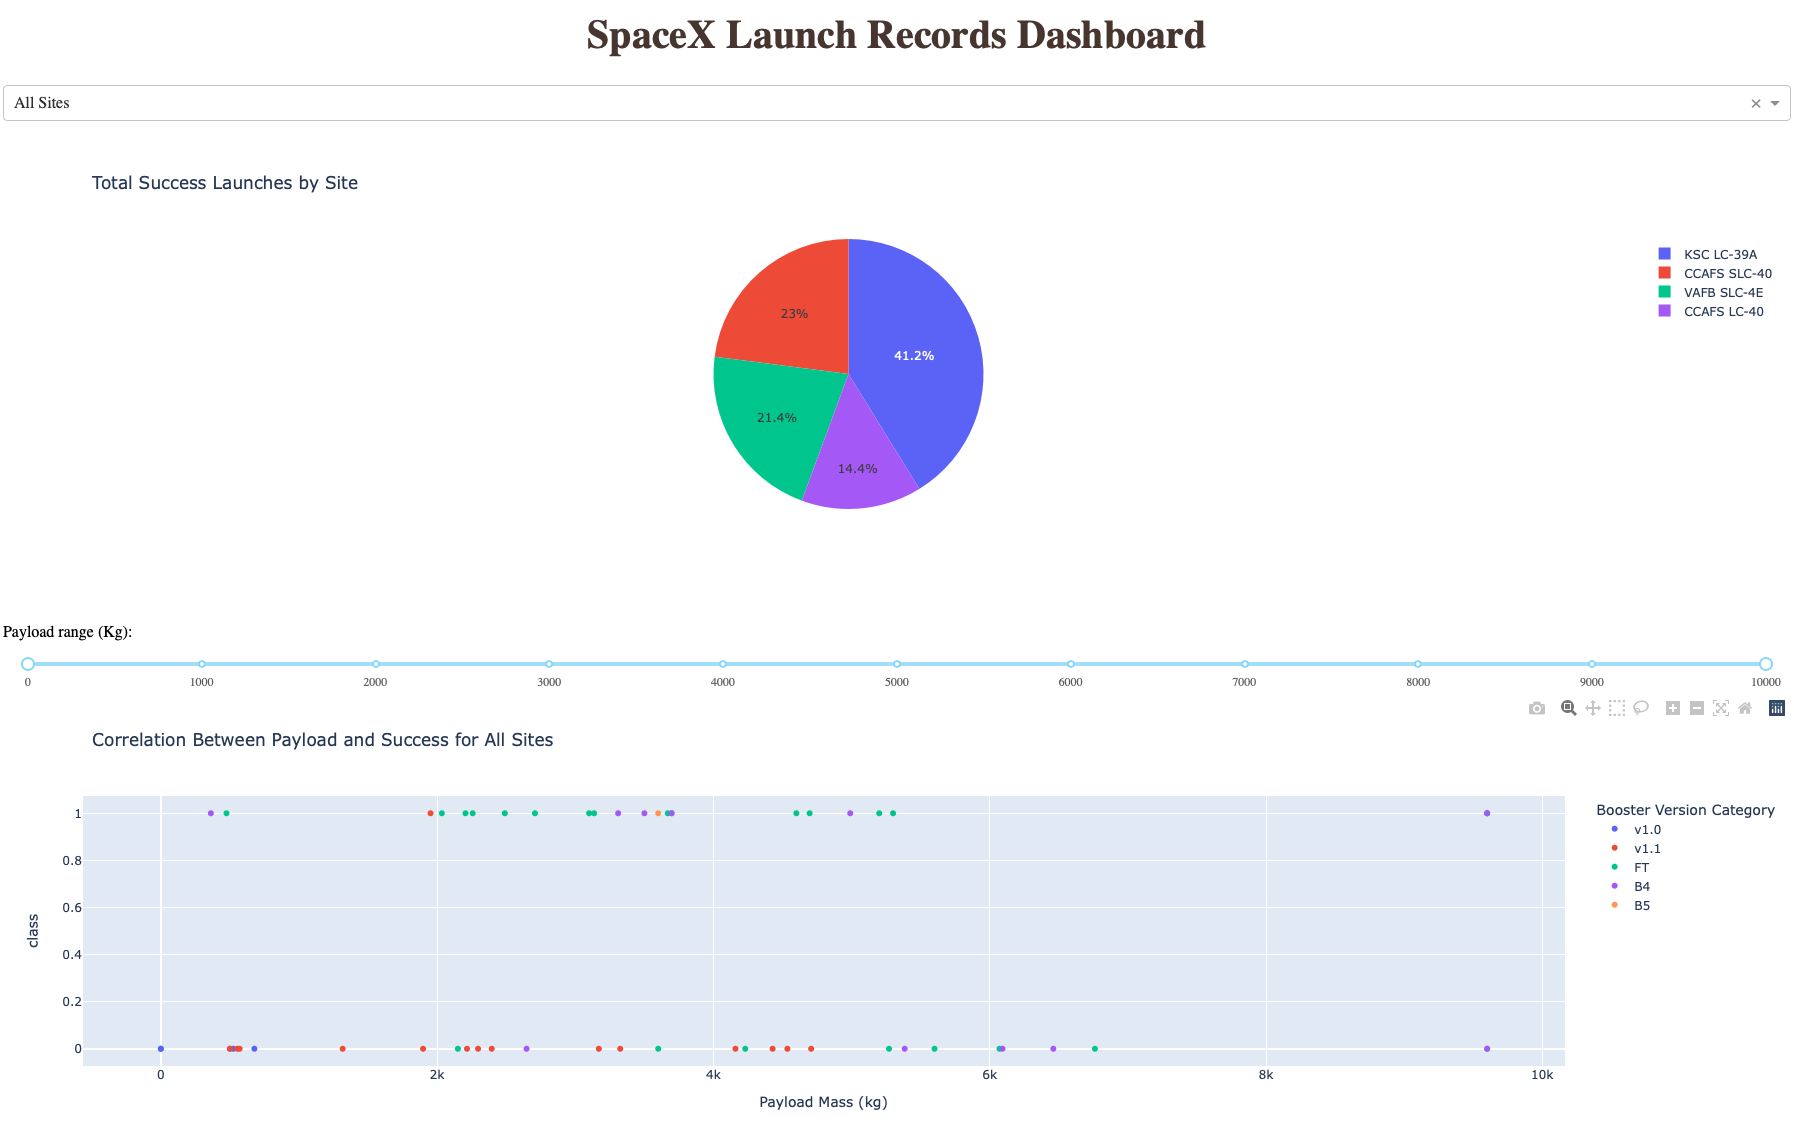 SpaceX Launch Records Dashboard
All Sites
Total Success Launches by Site
KSC LC-39A
CCAFS SLC-40
VAFB SLC-4E
CCAFS LC-40
23%
41.2%
21.4%
14.4%
Payload range (Kg):
0 1000 2000 3000 4000 5000 6000 7000 8000 9000 10000
Correlation Between Payload and Success for All Sites
Booster Version Category
v1.0
v1.1
FT
B4
B5
1
0.8
0.6
0.4
0.2
0
class
0 2k 4k 6k 8k 10k
Payload Mass (kg)